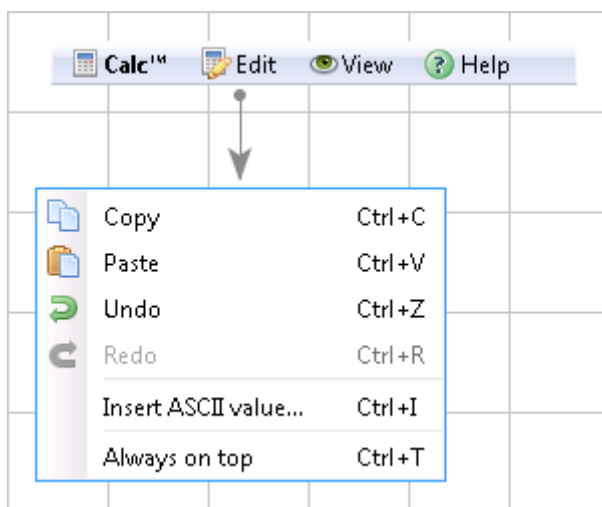 Calc™ Edit View Help
Copy Ctrl+C
Paste Ctrl+V
Undo Ctrl+Z
Redo Ctrl+R
Insert ASCII value... Ctrl+I
Always on top Ctrl+T